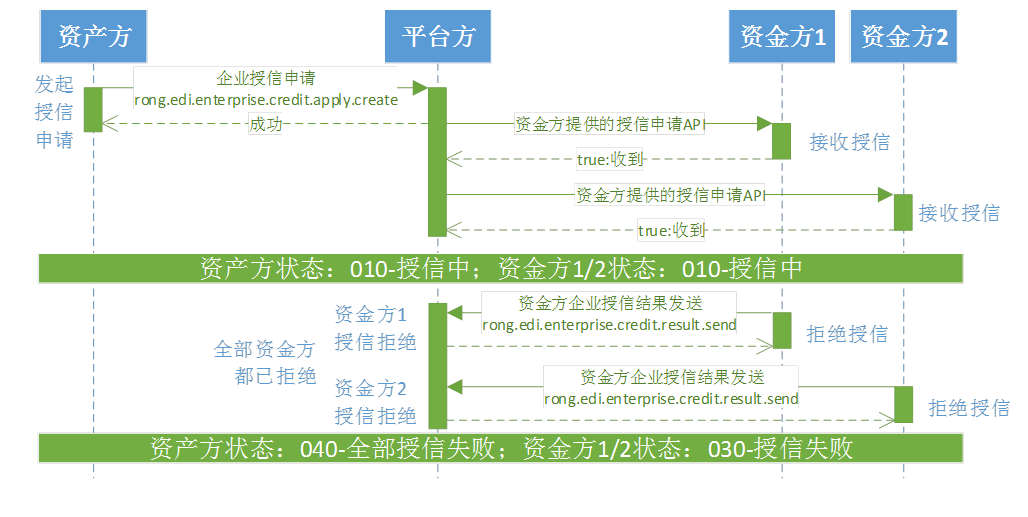 资产方
平台方
资金方1
资金方2
发起
授信
申请
企业授信申请
rong.edi.enterprise.credit.apply.create
成功
资金方提供的授信申请API
接收授信
true:收到
资金方提供的授信申请API
接收授信
true:收到
资产方状态：010-授信中；资金方1/2状态：010-授信中
资金方1
授信拒绝
资金方企业授信结果发送
rong.edi.enterprise.credit.result.send
拒绝授信
全部资金方
都已拒绝
资金方2
授信拒绝
资金方企业授信结果发送
rong.edi.enterprise.credit.result.send
拒绝授信
资产方状态：040-全部授信失败；资金方1/2状态：030-授信失败